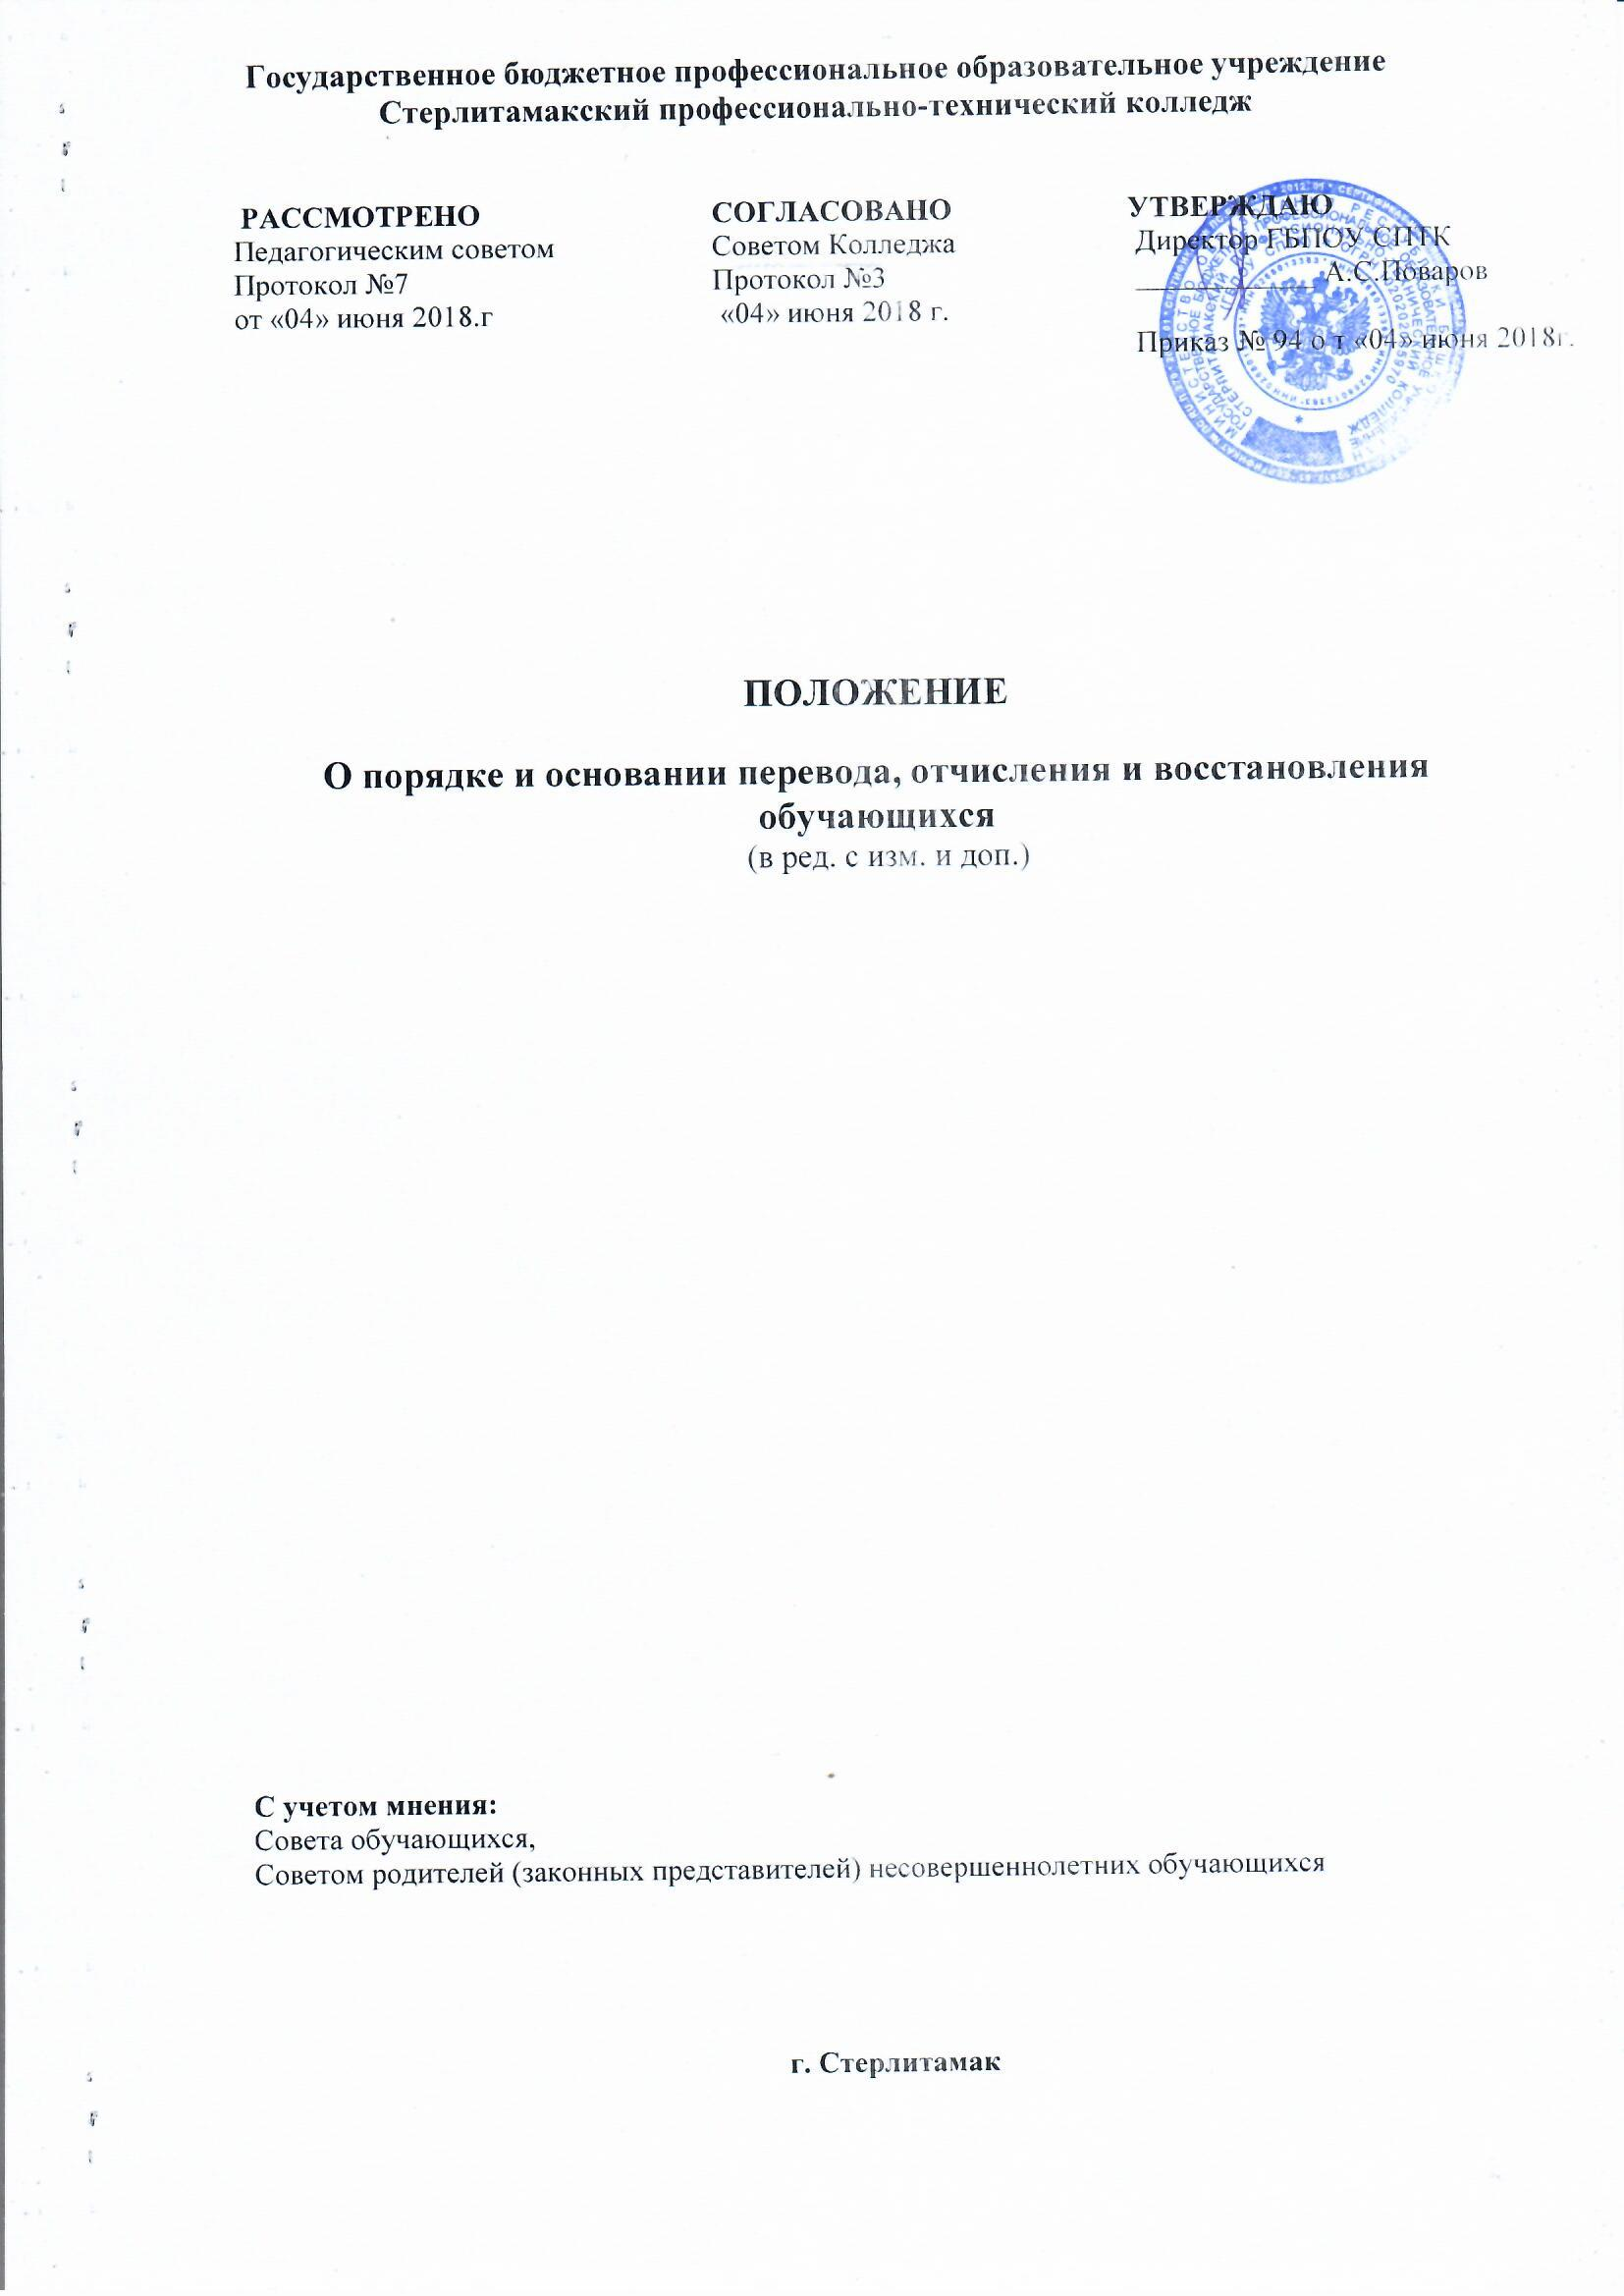 Государственное бюджетное профессиональное образовательное учреждение
Стерлитамакский профессионально-технический колледж
РАССМОТРЕНО
Педагогическим советом
Протокол №7
от «04» июня 2018.г
СОГЛАСОВАНО
Советом Колледжа
Протокол №3
«04» июня 2018 г.
УТВЕРЖДАЮ
Директор ГБПОУ СПТК
А.С.Поваров
Приказ № 94 о т «04» июня 2018г.
ПОЛОЖЕНИЕ
О порядке и основании перевода, отчисления и восстановления
обучающихся
(в ред. с изм. и доп.)
С учетом мнения:
Совета обучающихся,
Советом родителей (законных представителей) несовершеннолетних обучающихся
г. Стерлитамак